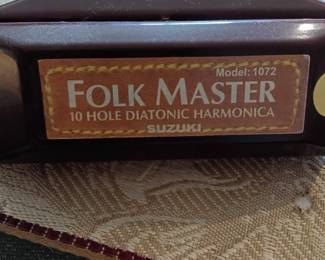 Model: 1072
FOLK MASTER
10 HOLE DIATONIC HARMONICA
SUZUKI